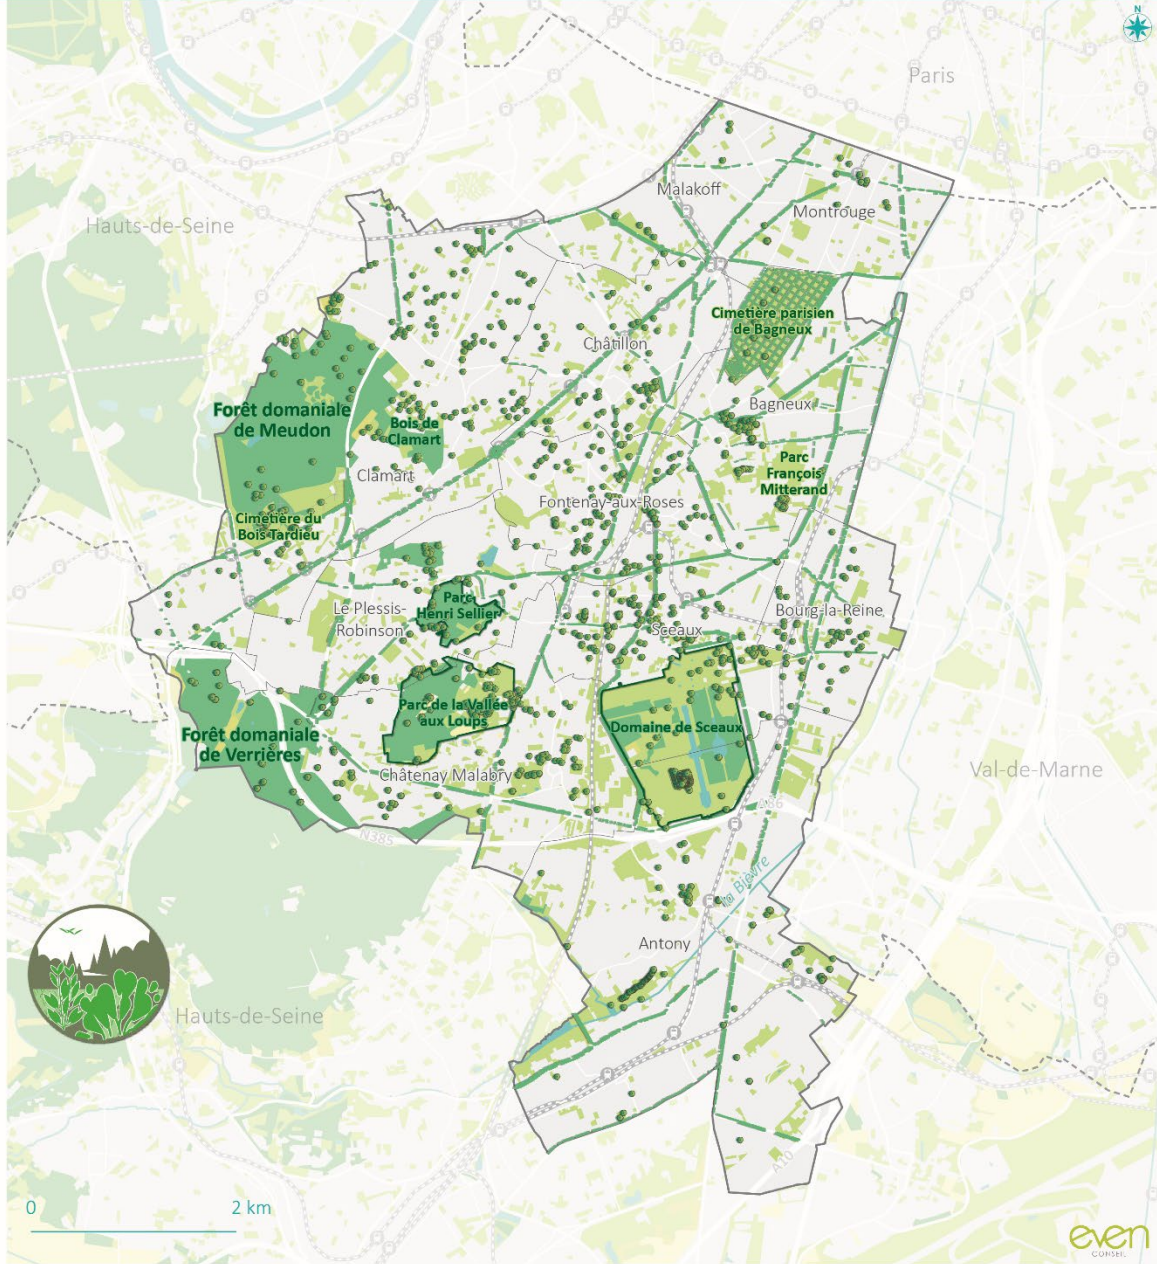 N
Paris
Malakoff
Montrouge
Hauts-de-Seine
Cimetière parisien
de Bagneux
Châtillon
Forêt domaniale
de Meudon
Bois de
Clamart
Bagneux
Clamart
Parc
François
Mitterand
Fontenay-aux-Roses
Cimetière du
Bois Tardieu
Le Plessis-
Robinson
Parc
Henri Sellier
Bourg-la-Reine
Sceaux
Parc de la Vallée
aux Loups
Domaine de Sceaux
Forêt domaniale
de Verrières
Châtenay Malabry
Val-de-Marne
A86
N385
la Bièvre
Antony
Hauts-de-Seine
A10
0 2 km
even
CONSEIL